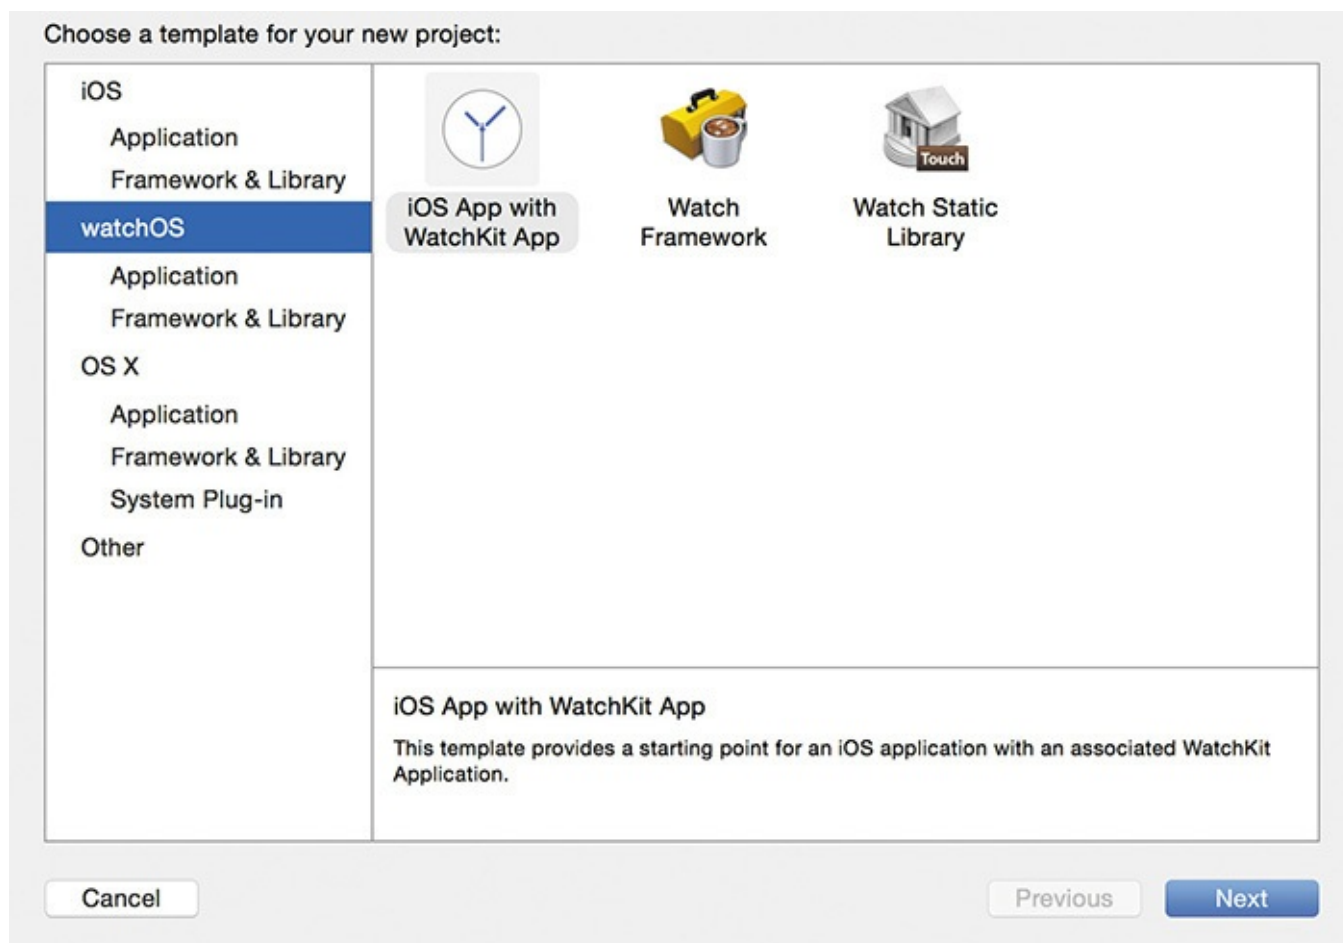 Choose a template for your new project:
iOS
Application
Framework & Library
watchOS
Application
Framework & Library
OS X
Application
Framework & Library
System Plug-in
Other
iOS App with
WatchKit App
Watch
Framework
Touch
Watch Static
Library
iOS App with WatchKit App
This template provides a starting point for an iOS application with an associated WatchKit
Application.
Cancel
Previous
Next